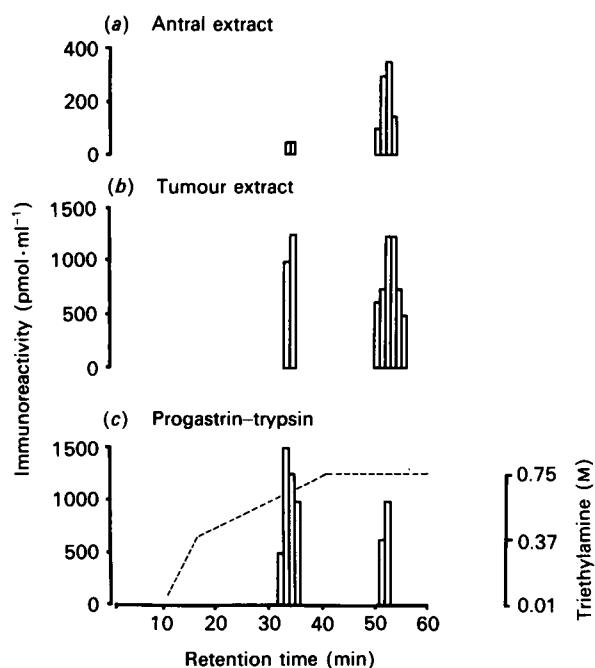 (a) Antral extract
400
200
0
(b) Tumour extract
1500
1000
500
0
(c) Progastrin–trypsin
1500
1000
500
0
10 20 30 40 50 60
Retention time (min)
Immunoreactivity (pmol·ml⁻¹)
0.75
0.37
0.01
Triethylamine (M)